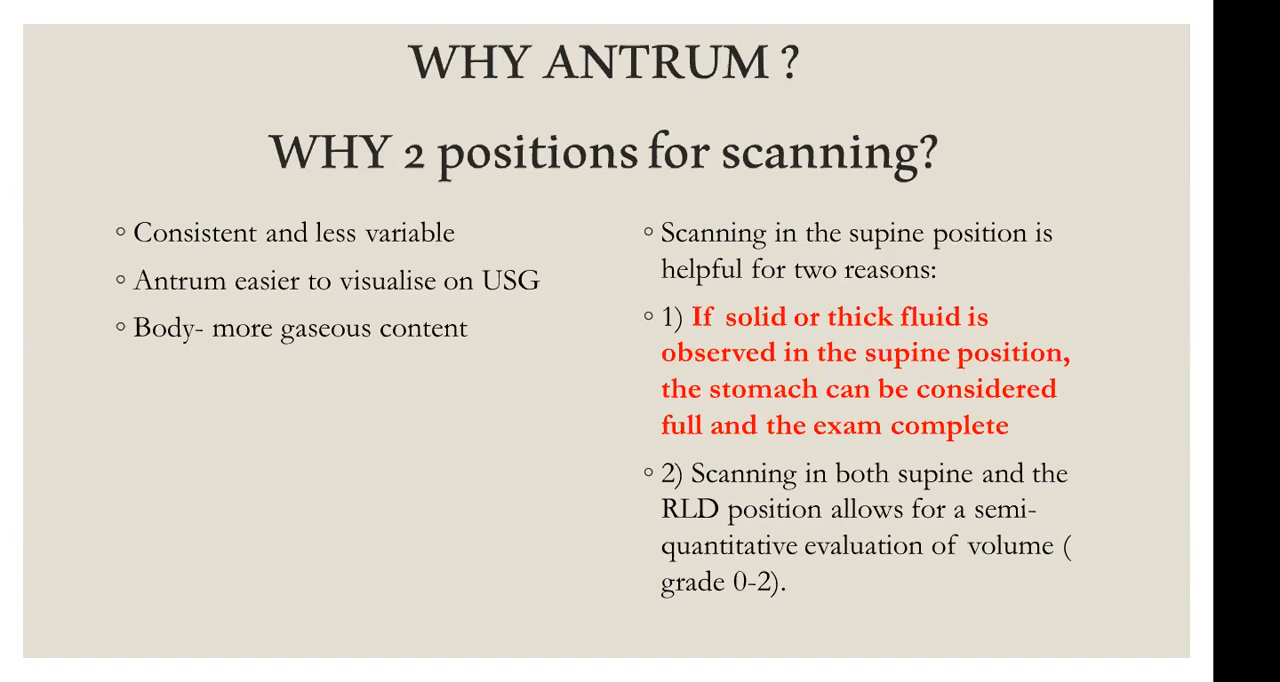 WHY ANTRUM ?
WHY 2 positions for scanning?
◦ Consistent and less variable
◦ Antrum easier to visualise on USG
◦ Body- more gaseous content
◦ Scanning in the supine position is
helpful for two reasons:
◦ 1) If solid or thick fluid is
observed in the supine position,
the stomach can be considered
full and the exam complete
◦ 2) Scanning in both supine and the
RLD position allows for a semi-
quantitative evaluation of volume (
grade 0-2).